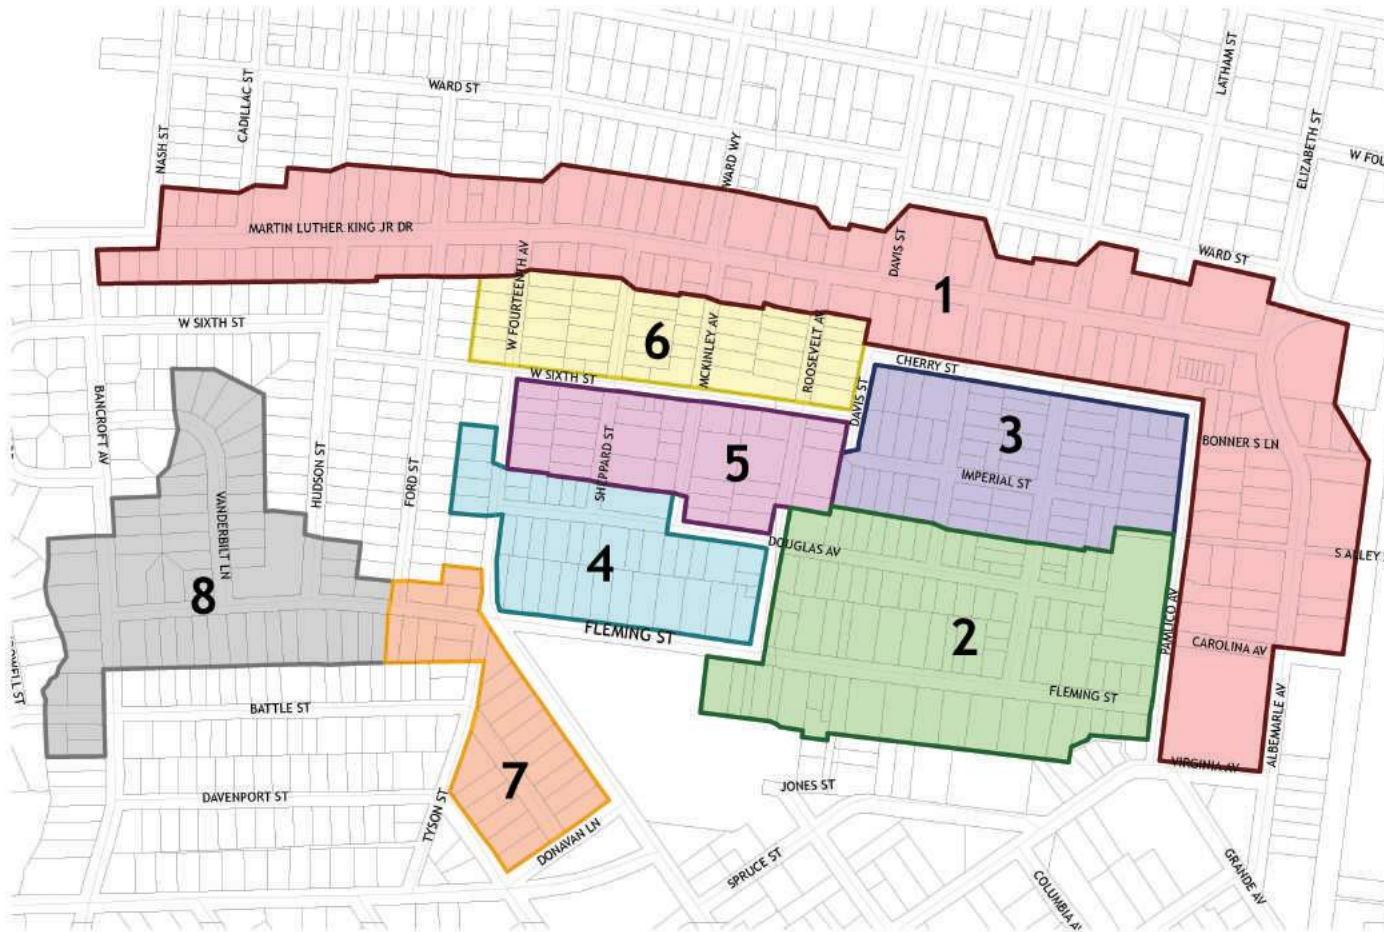 LATHAM ST
WARD ST
CADILLAC ST
NASH ST
WARD WY
ELIZABETH ST
W FOU
MARTIN LUTHER KING JR DR
DAVIS ST
WARD ST
W FOURTEENTH AV
1
W SIXTH ST
6
MCKINLEY AV
ROOSEVELT AV
CHERRY ST
W SIXTH ST
DAVIS ST
BANCROFT AV
3
BONNER S LN
SHEPPARD ST
5
IMPERIAL ST
HUDSON ST
FORD ST
VANDERBILT LN
DOUGLAS AV
S ALLEY
4
8
FLEMING ST
2
PAMLICO AV
CAROLINA AV
FLEMING ST
BATTLE ST
ALBEMARLE AV
VIRGINIA AV
7
JONES ST
DAVENPORT ST
TYSON ST
DONAVAN LN
SPRUCE ST
GRANDE AV
COLUMBIA AV